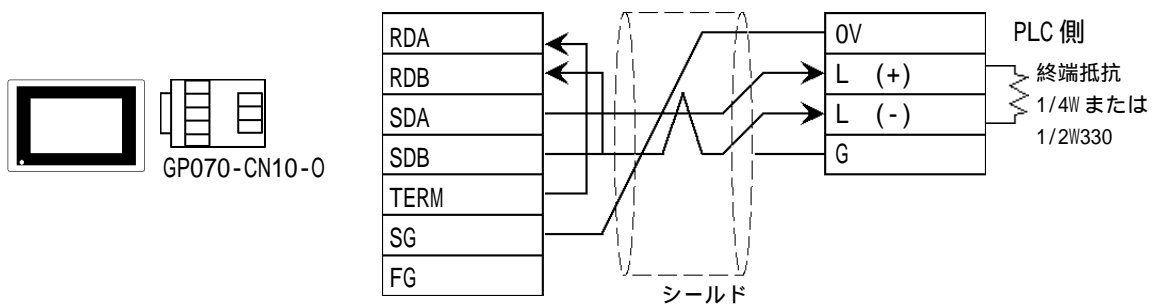 GP070-CN10-O
RDA
RDB
SDA
SDB
TERM
SG
FG
シールド
0V
L (+)
L (-)
G
PLC 側
終端抵抗
1/4W または
1/2W330